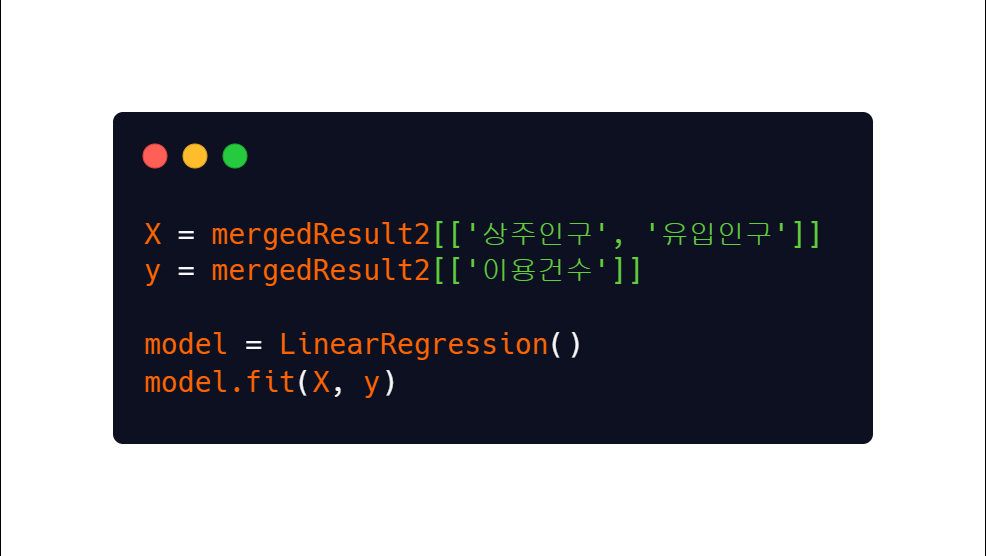 X = mergedResult2[['상주인구', '유입인구']]
y = mergedResult2[['이용건수']]
model = LinearRegression()
model.fit(X, y)